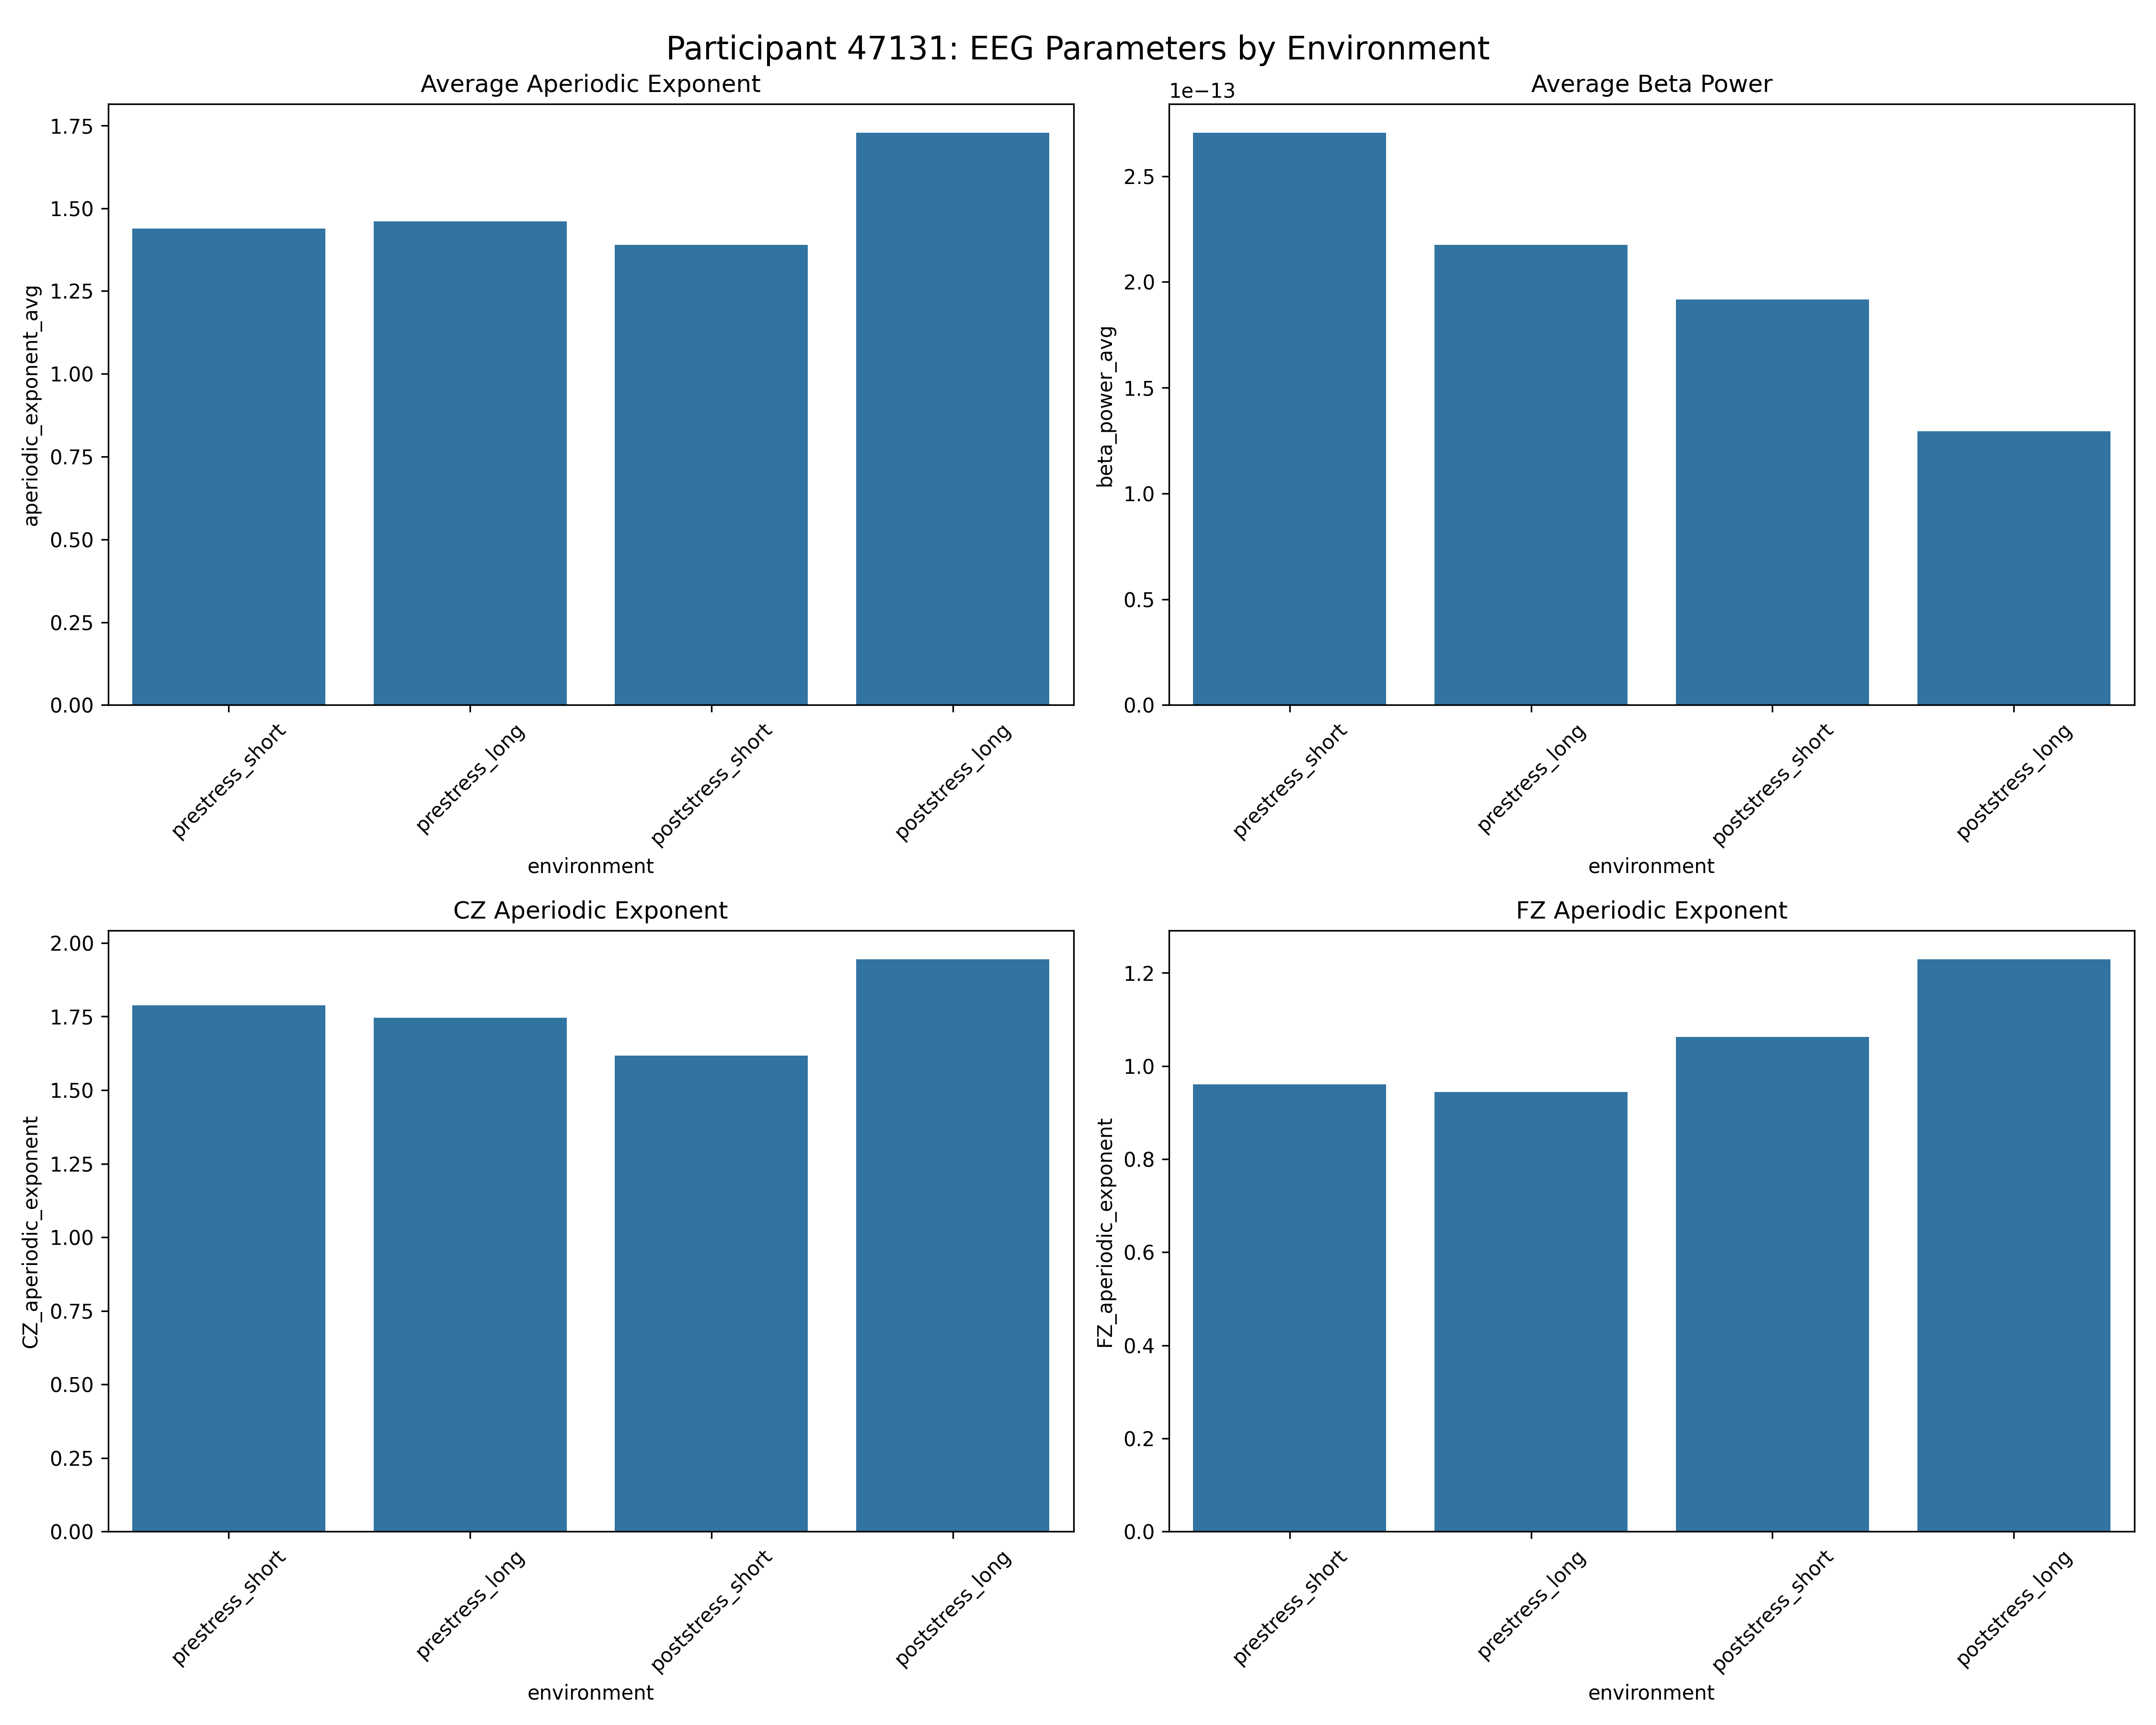 Participant 47131: EEG Parameters by Environment
Average Aperiodic Exponent
aperiodic_exponent_avg
1.75
1.50
1.25
1.00
0.75
0.50
0.25
0.00
prestress_short
prestress_long
poststress_short
poststress_long
environment
Average Beta Power
1e−13
beta_power_avg
2.5
2.0
1.5
1.0
0.5
0.0
prestress_short
prestress_long
poststress_short
poststress_long
environment
CZ Aperiodic Exponent
CZ_aperiodic_exponent
2.00
1.75
1.50
1.25
1.00
0.75
0.50
0.25
0.00
prestress_short
prestress_long
poststress_short
poststress_long
environment
FZ Aperiodic Exponent
FZ_aperiodic_exponent
1.2
1.0
0.8
0.6
0.4
0.2
0.0
prestress_short
prestress_long
poststress_short
poststress_long
environment